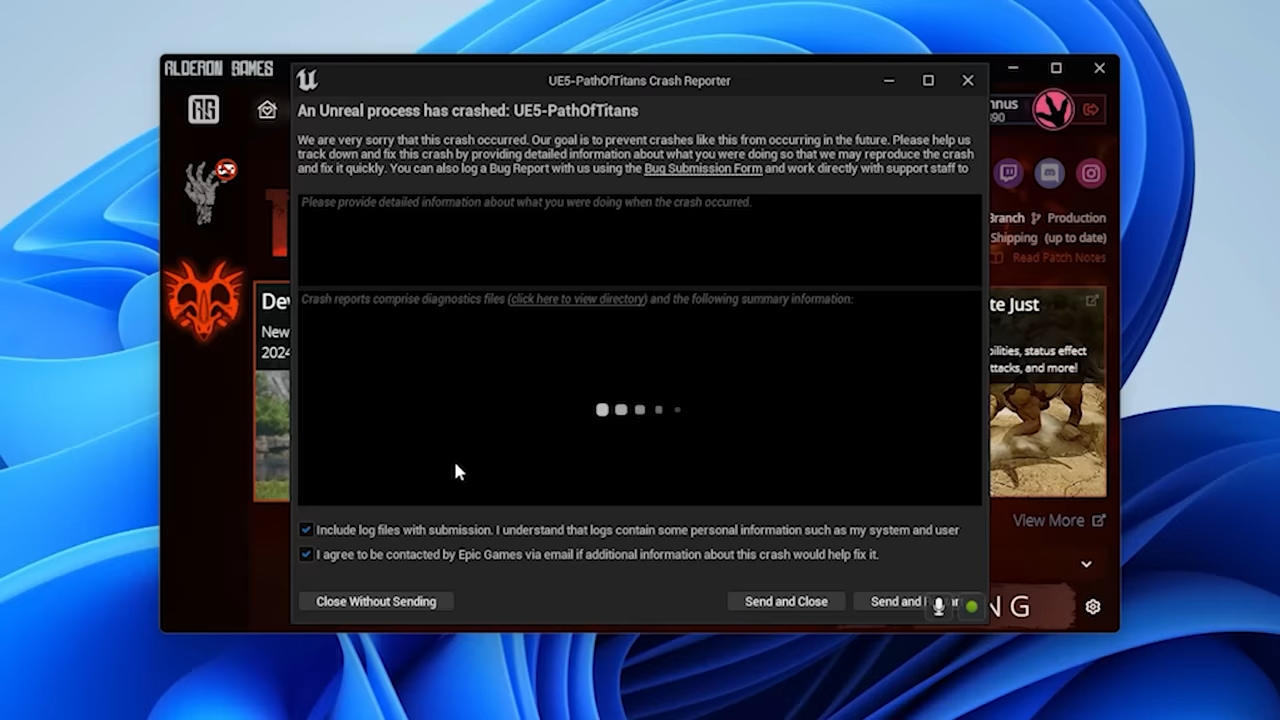 ALDERON GAMES
UE5-PathOfTitans Crash Reporter
An Unreal process has crashed: UE5-PathOfTitans
We are very sorry that this crash occurred. Our goal is to prevent crashes like this from occurring in the future. Please help us
track down and fix this crash by providing detailed information about what you were doing so that we may reproduce the crash
and fix it quickly. You can also log a Bug Report with us using the Bug Submission Form and work directly with support staff to
Please provide detailed information about what you were doing when the crash occurred.
Crash reports comprise diagnostics files (click here to view directory) and the following summary information:
Include log files with submission. I understand that logs contain some personal information such as my system and user
I agree to be contacted by Epic Games via email if additional information about this crash would help fix it.
Close Without Sending
Send and Close
Send and
nnus
90
Branch Production
Shipping (up to date)
Read Patch Notes
Dev
New
2024
te Just
bilities, status effect
ttacks, and more!
View More
NG